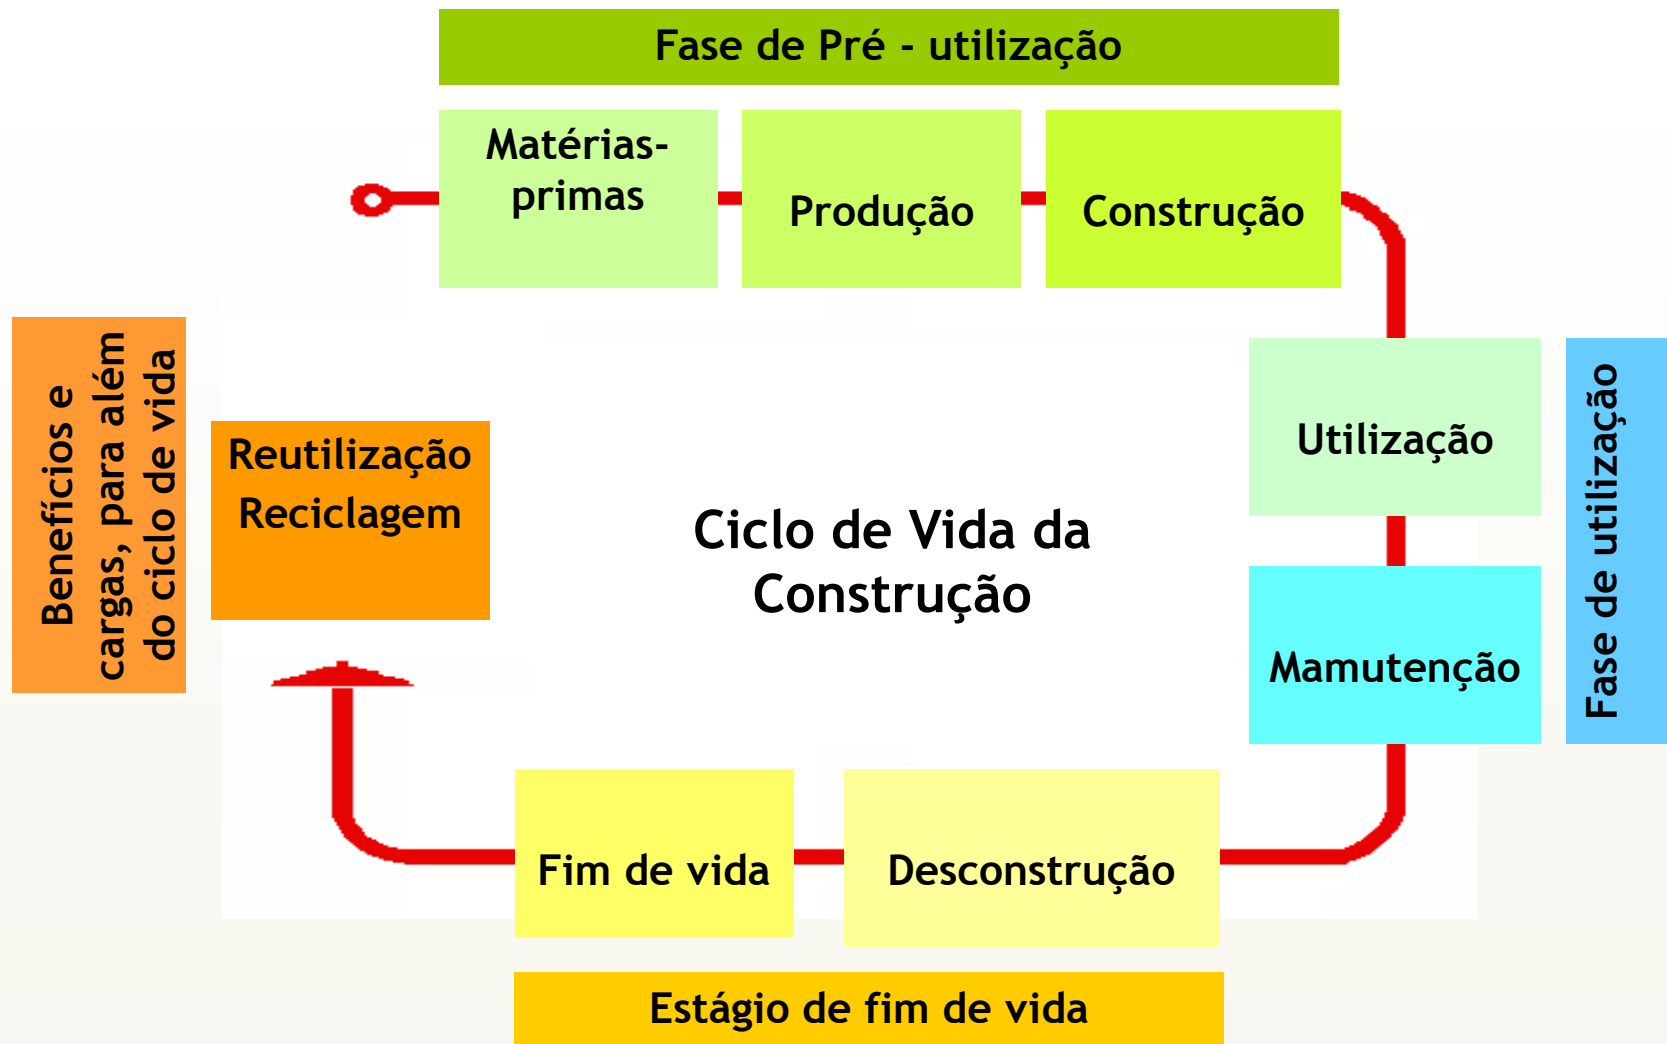 Fase de Pré - utilização
Matérias-
primas
Produção
Construção
Utilização
Mamutenção
Fase de utilização
Ciclo de Vida da
Construção
Reutilização
Reciclagem
Benefícios e
cargas, para além
do ciclo de vida
Fim de vida
Desconstrução
Estágio de fim de vida